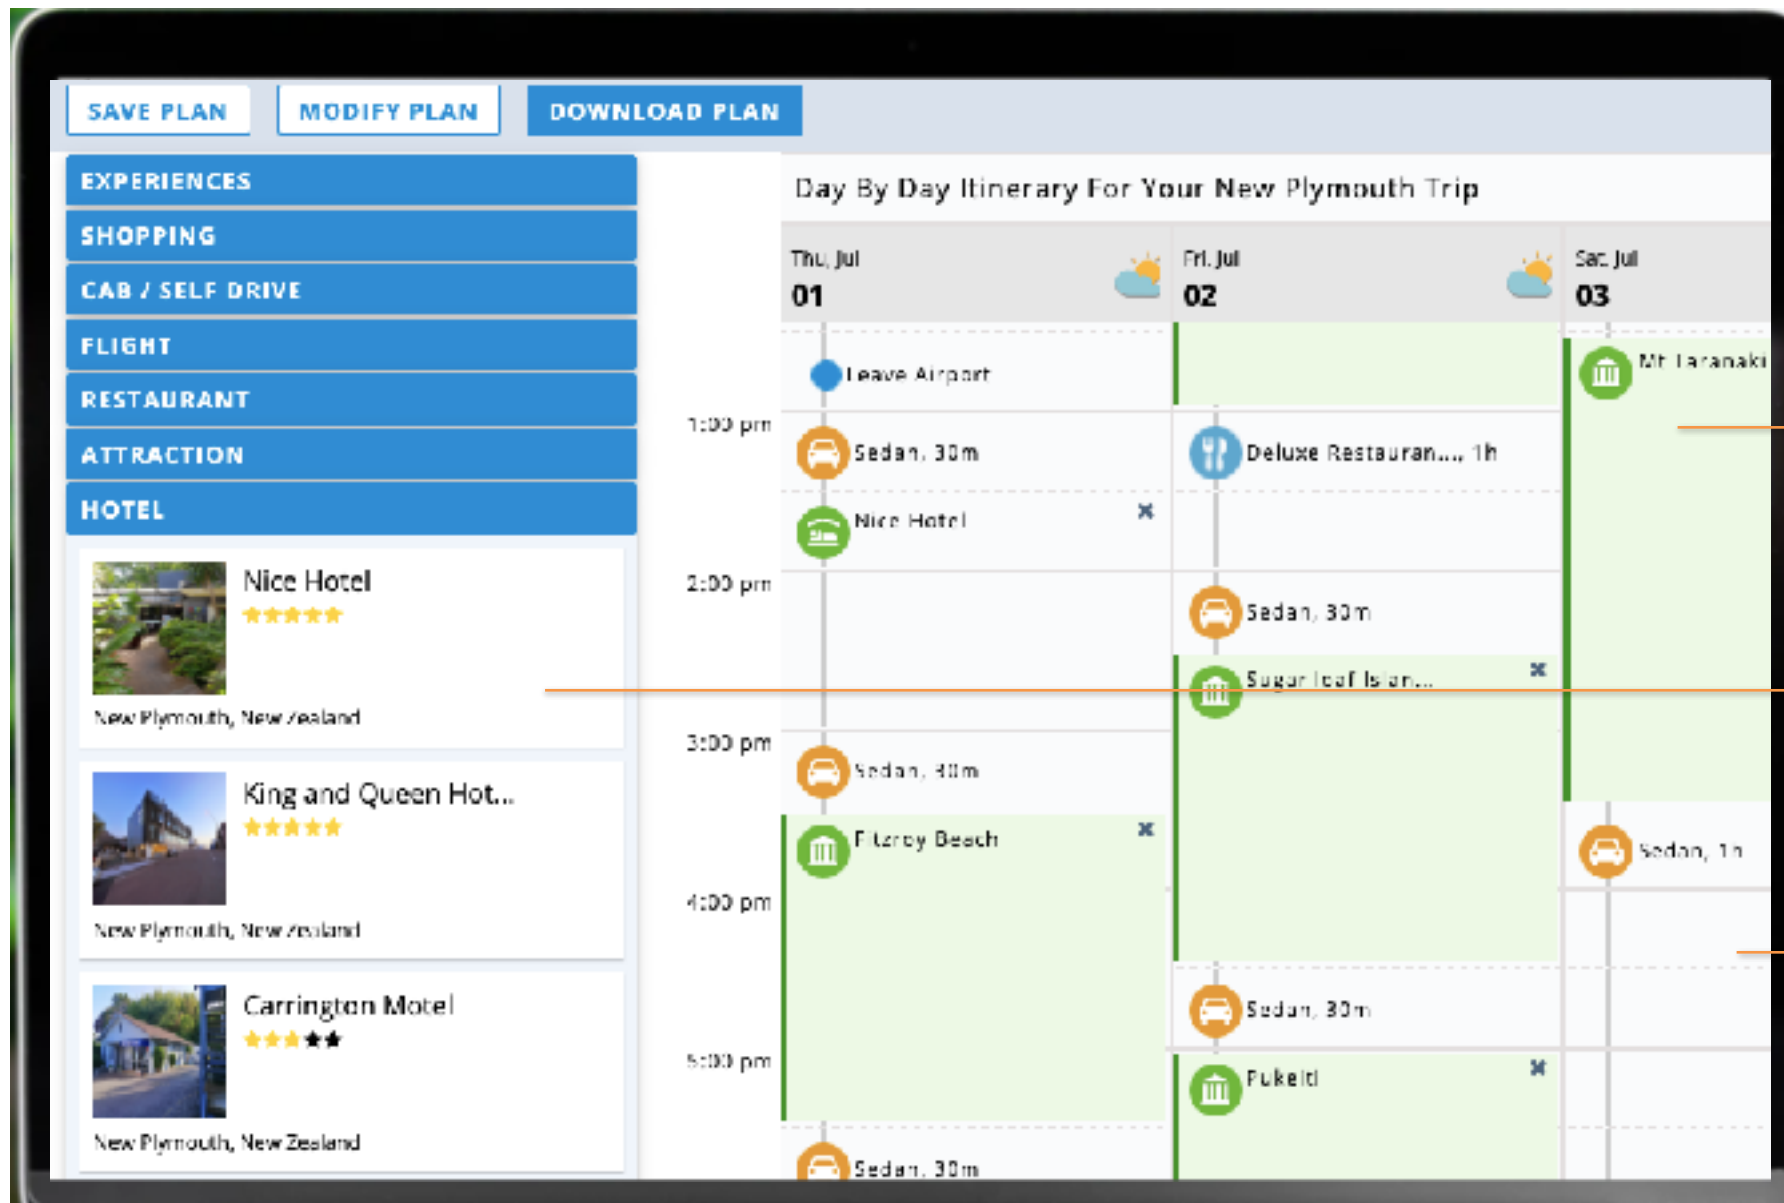 SAVE PLAN
MODIFY PLAN
DOWNLOAD PLAN
EXPERIENCES
SHOPPING
CAB / SELF DRIVE
FLIGHT
RESTAURANT
ATTRACTION
HOTEL
Nice Hotel
New Plymouth, New Zealand
King and Queen Hot...
New Plymouth, New Zealand
Carrington Motel
New Plymouth, New Zealand
Day By Day Itinerary For Your New Plymouth Trip
Thu, Jul
01
Fri, Jul
02
Sat, Jul
03
1:00 pm
2:00 pm
3:00 pm
4:00 pm
5:00 pm
Leave Airport
Sedan, 30m
Nice Hotel
Sedan, 30m
Fitzroy Beach
Sedan, 30m
Deluxe Restauran..., 1h
Sedan, 30m
Sugar loaf Islan...
Sedan, 30m
Pukeiti
Mt Taranaki
Sedan, 1h